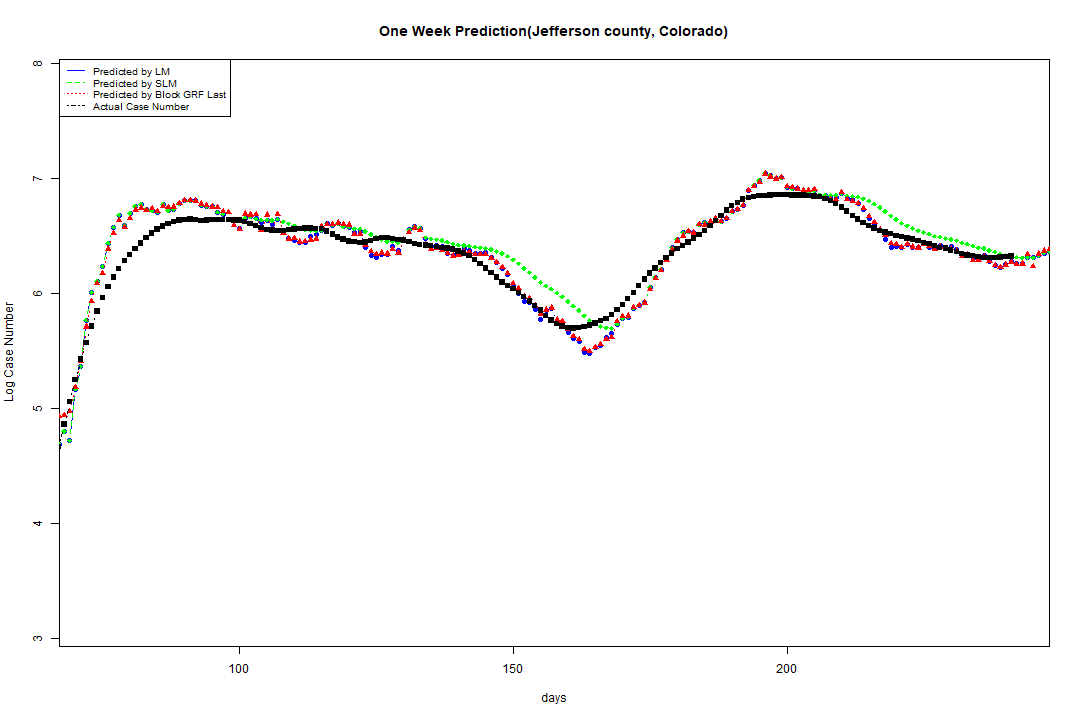 One Week Prediction(Jefferson county, Colorado)
Predicted by LM
Predicted by SLM
Predicted by Block GRF Last
Actual Case Number
8
7
6
5
4
3
Log Case Number
100 150 200
days